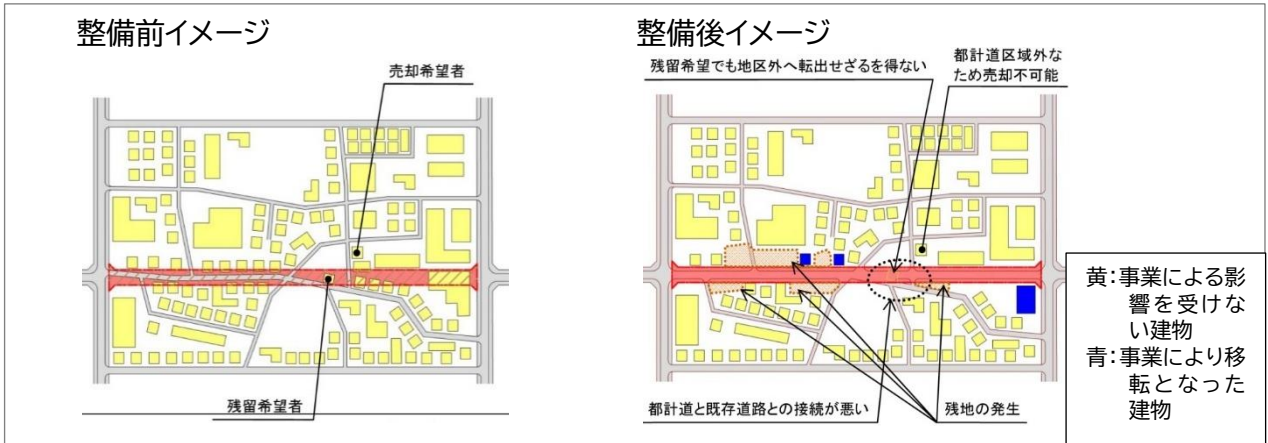 整備前イメージ
売却希望者
残留希望者
整備後イメージ
残留希望でも地区外へ転出せざるを得ない
都計道区域外な
ため売却不可能
都計道と既存道路との接続が悪い
残地の発生
黄:事業による影
響を受けな
い建物
青:事業により移
転となった
建物